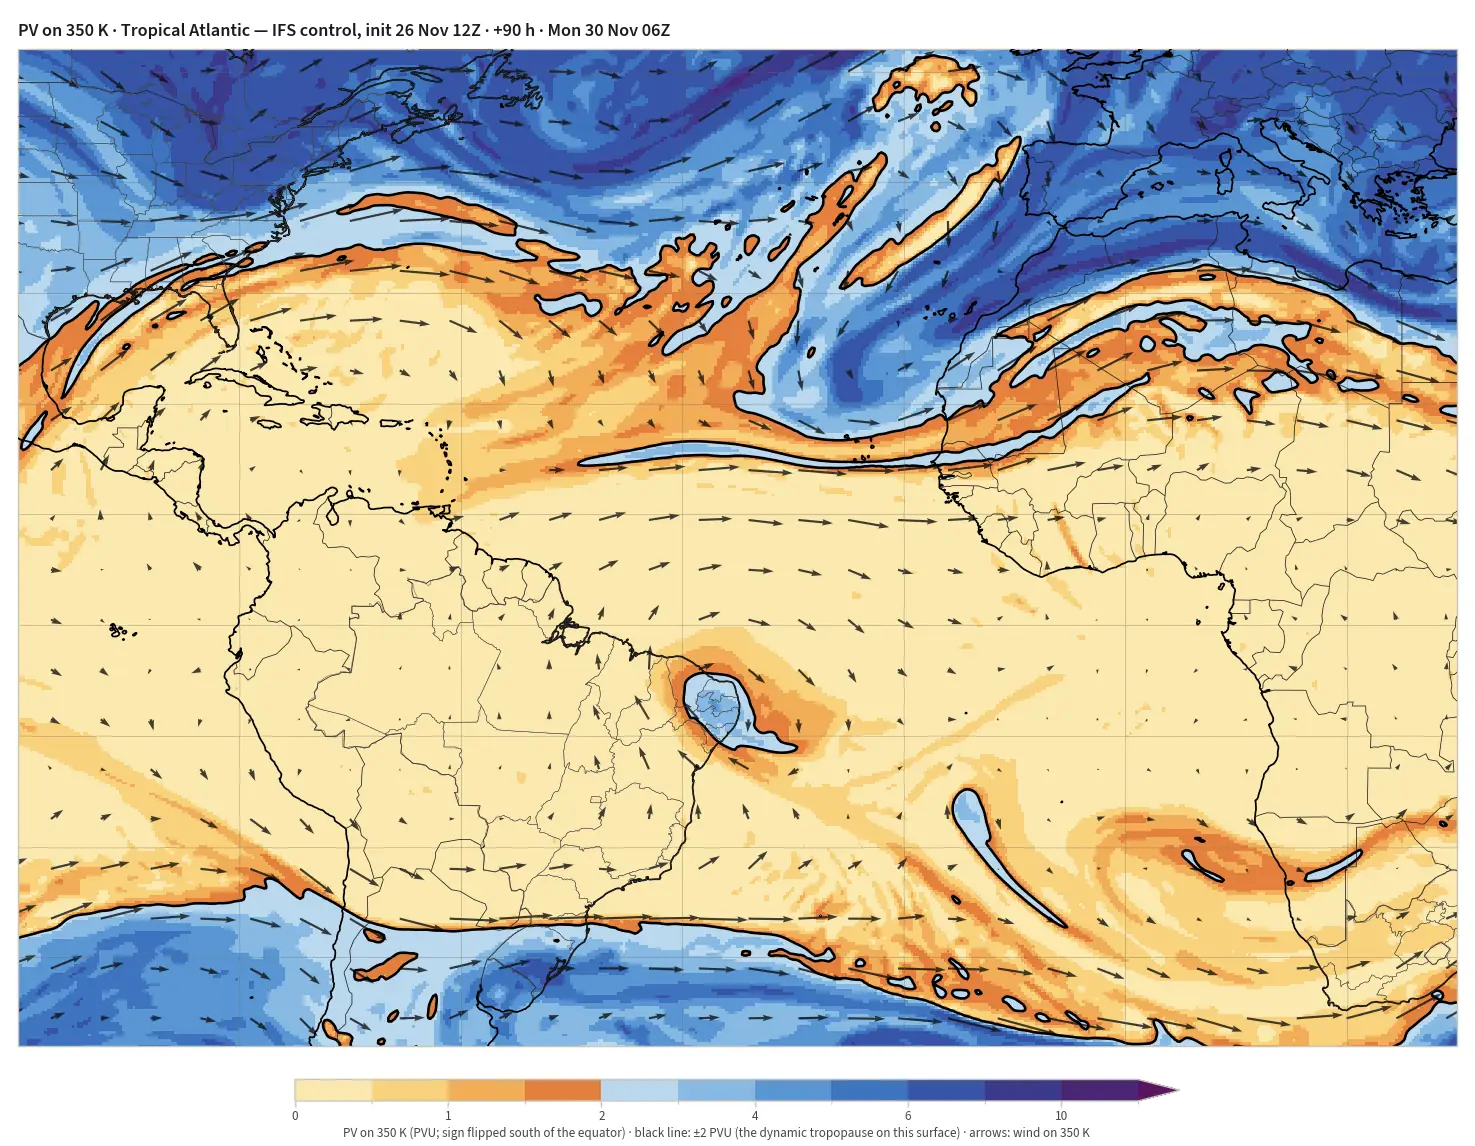 PV on 350 K · Tropical Atlantic — IFS control, init 26 Nov 12Z · +90 h · Mon 30 Nov 06Z
0 1 2 4 6 10
PV on 350 K (PVU; sign flipped south of the equator) · black line: ±2 PVU (the dynamic tropopause on this surface) · arrows: wind on 350 K